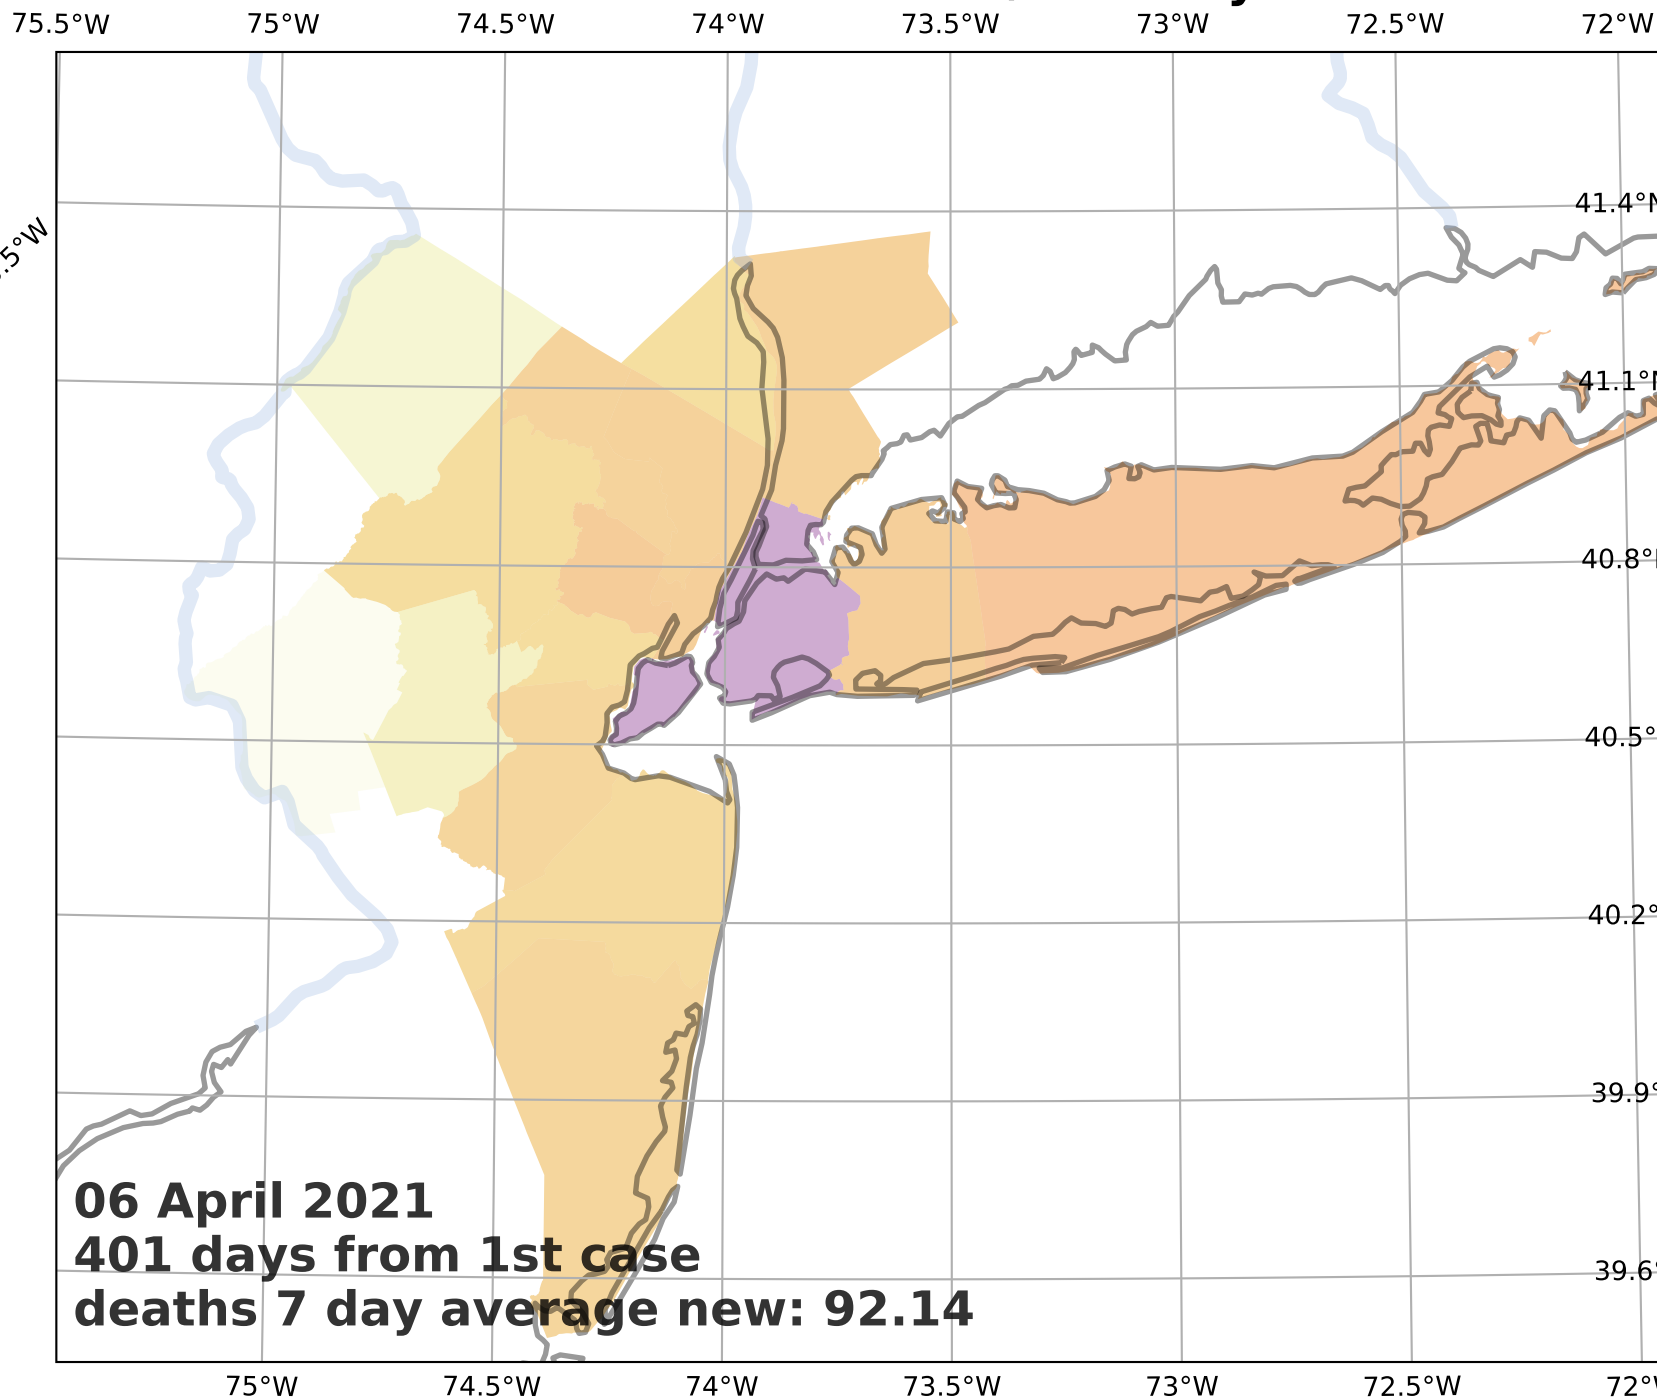 75.5°W 75°W 74.5°W 74°W 73.5°W 73°W 72.5°W 72°W
41.4°N
.5°W
41.1°N
40.8°
40.5°
40.2°
39.9°
06 April 2021
401 days from 1st case
39.6°
deaths 7 day average new: 92.14
75°W 74.5°W 74°W 73.5°W 73°W 72.5°W 72°